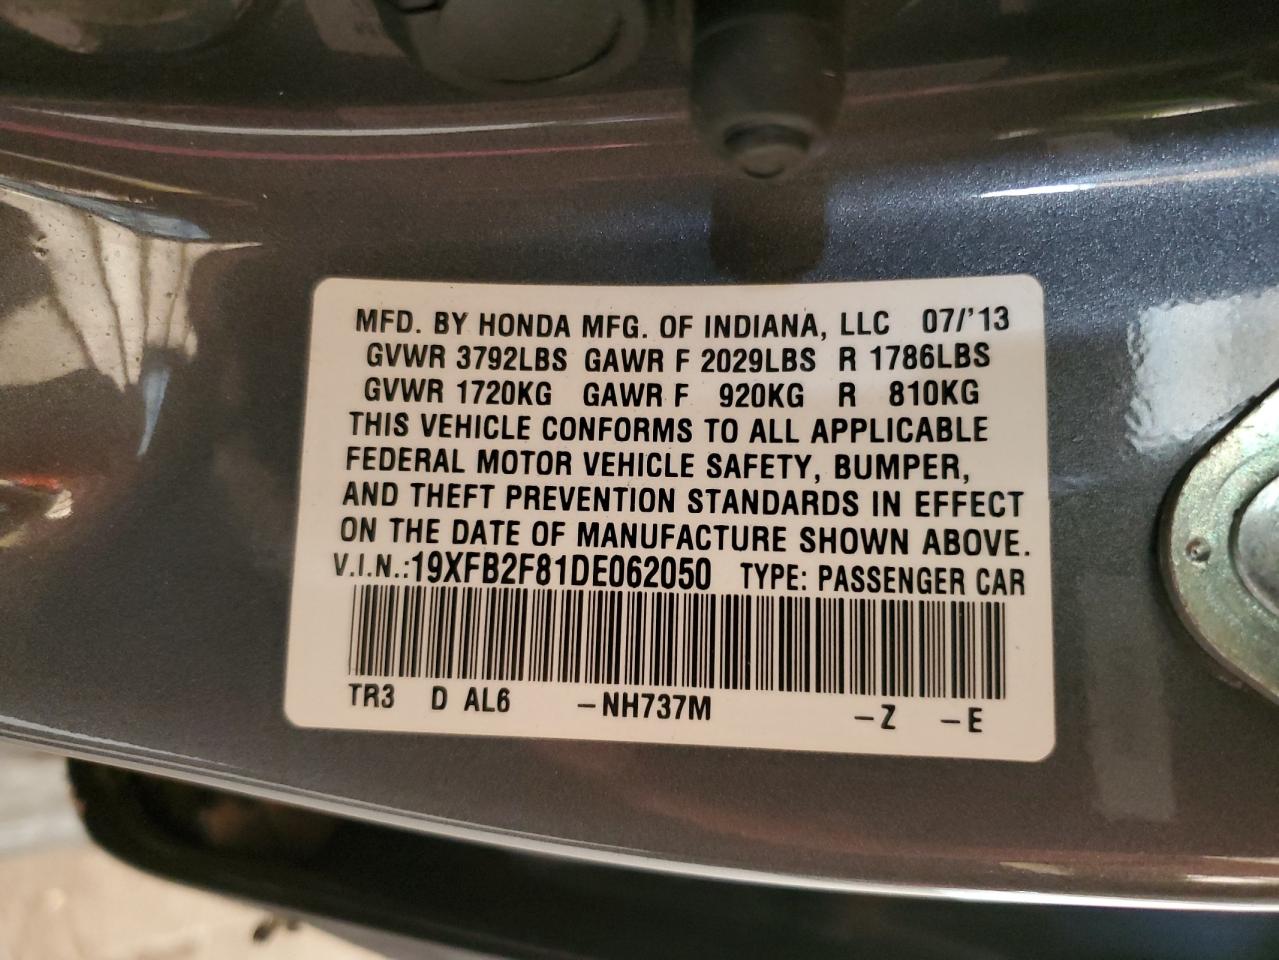 MFD. BY HONDA MFG. OF INDIANA, LLC 07/'13
GVWR 3792LBS GAWR F 2029LBS R 1786LBS
GVWR 1720KG GAWR F 920KG R 810KG
THIS VEHICLE CONFORMS TO ALL APPLICABLE
FEDERAL MOTOR VEHICLE SAFETY, BUMPER,
AND THEFT PREVENTION STANDARDS IN EFFECT
ON THE DATE OF MANUFACTURE SHOWN ABOVE.
V.I.N.:19XFB2F81DE062050 TYPE: PASSENGER CAR
TR3 D AL6 -NH737M -Z -E